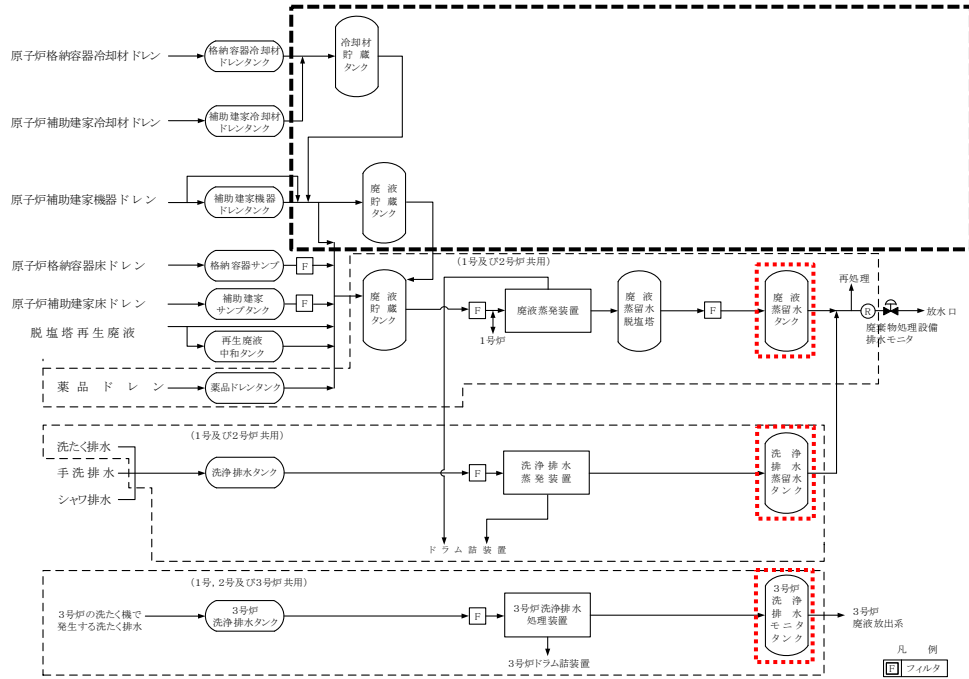 原子炉格納容器冷却材ドレン
格納容器冷却材
ドレンタンク
冷却材
貯蔵
タンク
原子炉補助建家冷却材ドレン
補助建家冷却材
ドレンタンク
原子炉補助建家機器ドレン
補助建家機器
ドレンタンク
廃液
貯蔵
タンク
原子炉格納容器床ドレン
格納容器サンプ
F
(1号及び2号炉共用)
原子炉補助建家床ドレン
補助建家
サンプタンク
F
脱塩塔再生廃液
再生廃液
中和タンク
薬品ドレン
薬品ドレンタンク
廃液
貯蔵
タンク
F
1号炉
廃液蒸発装置
廃液
蒸留水
脱塩塔
F
廃液
蒸留水
タンク
再処理
R
放水口
廃棄物処理設備
排水モニタ
(1号及び2号炉共用)
洗たく排水
手洗排水
シャワ排水
洗浄排水タンク
F
洗浄排水
蒸発装置
洗浄
排水
蒸留水
タンク
ドラム詰装置
(1号, 2号及び3号炉共用)
3号炉の洗たく機で
発生する洗たく排水
3号炉
洗浄排水タンク
F
3号炉洗浄排水
処理装置
3号炉
洗浄
排水
モニタ
タンク
3号炉
廃液放出系
3号炉ドラム詰装置
凡例
F フィルタ